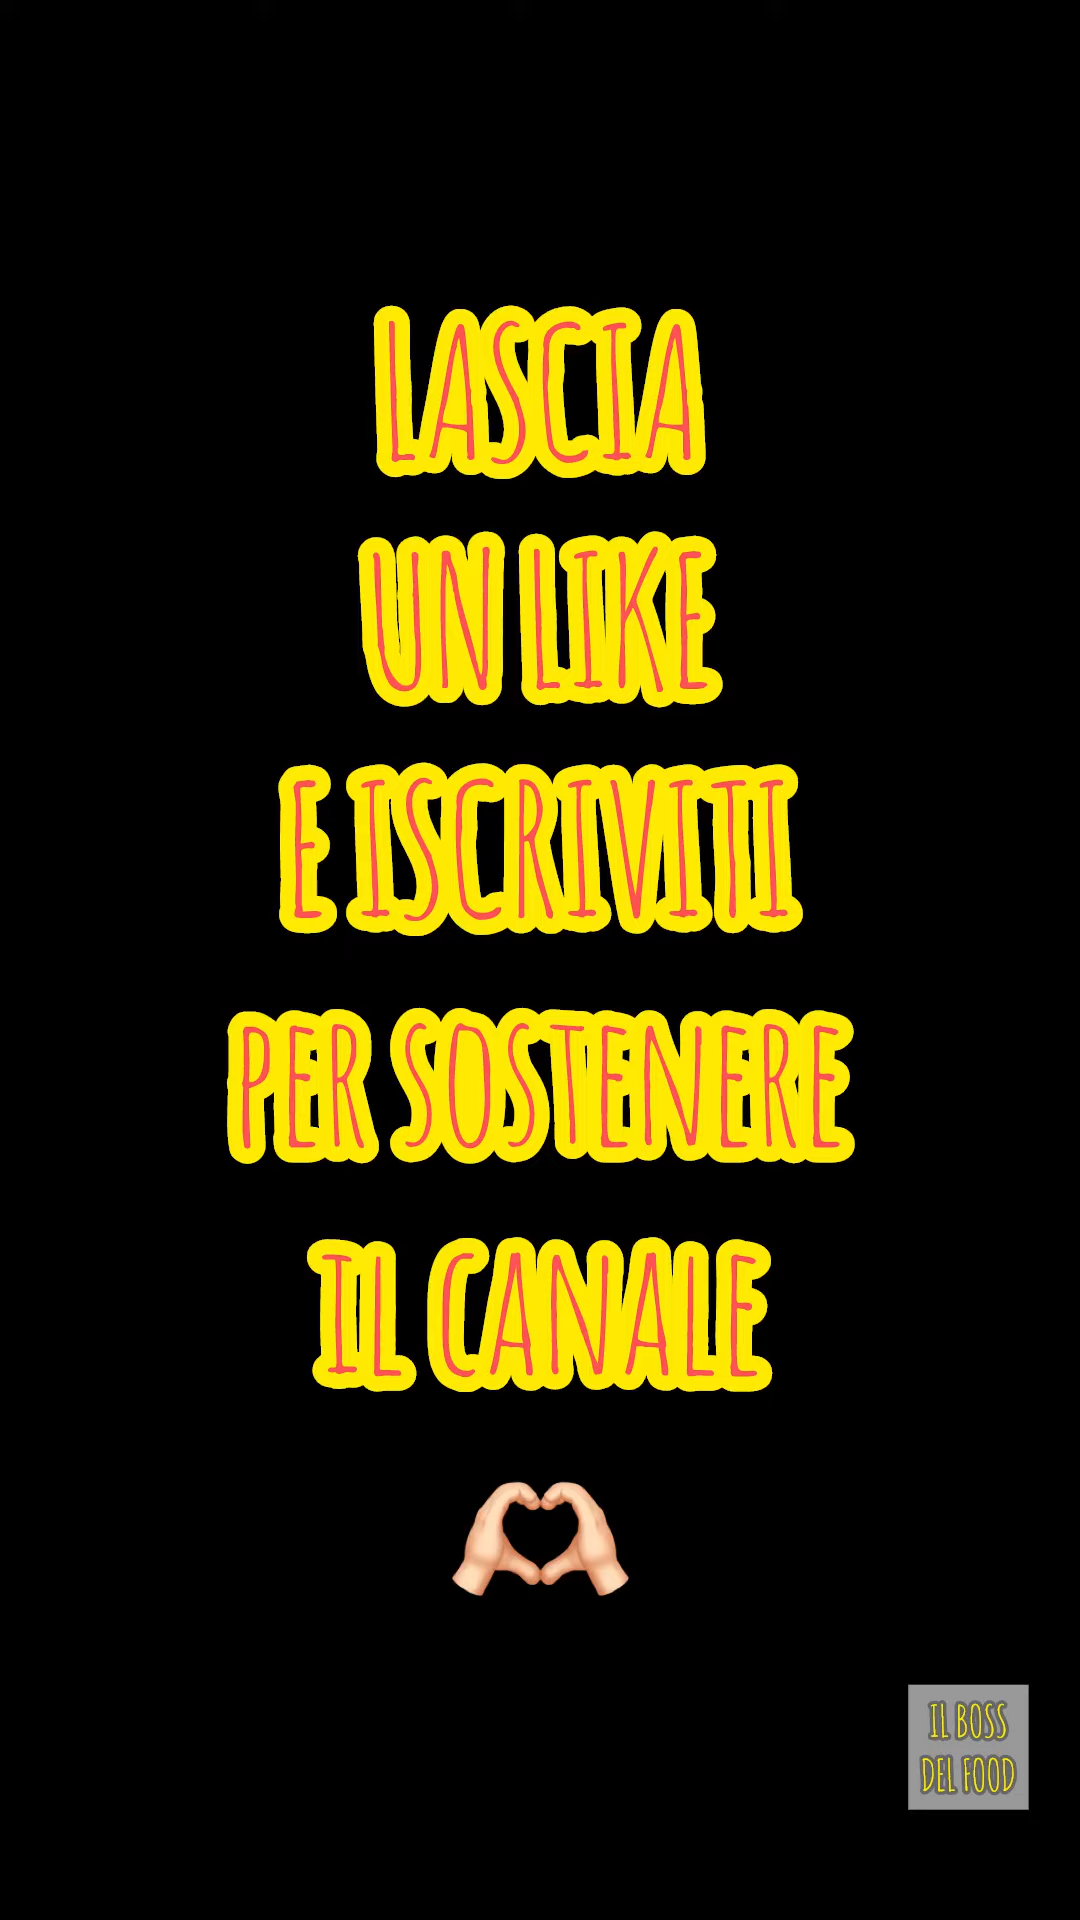 LASCIA
UN LIKE
E ISCRIVITI
PER SOSTENERE
IL CANALE
IL BOSS
DEL FOOD